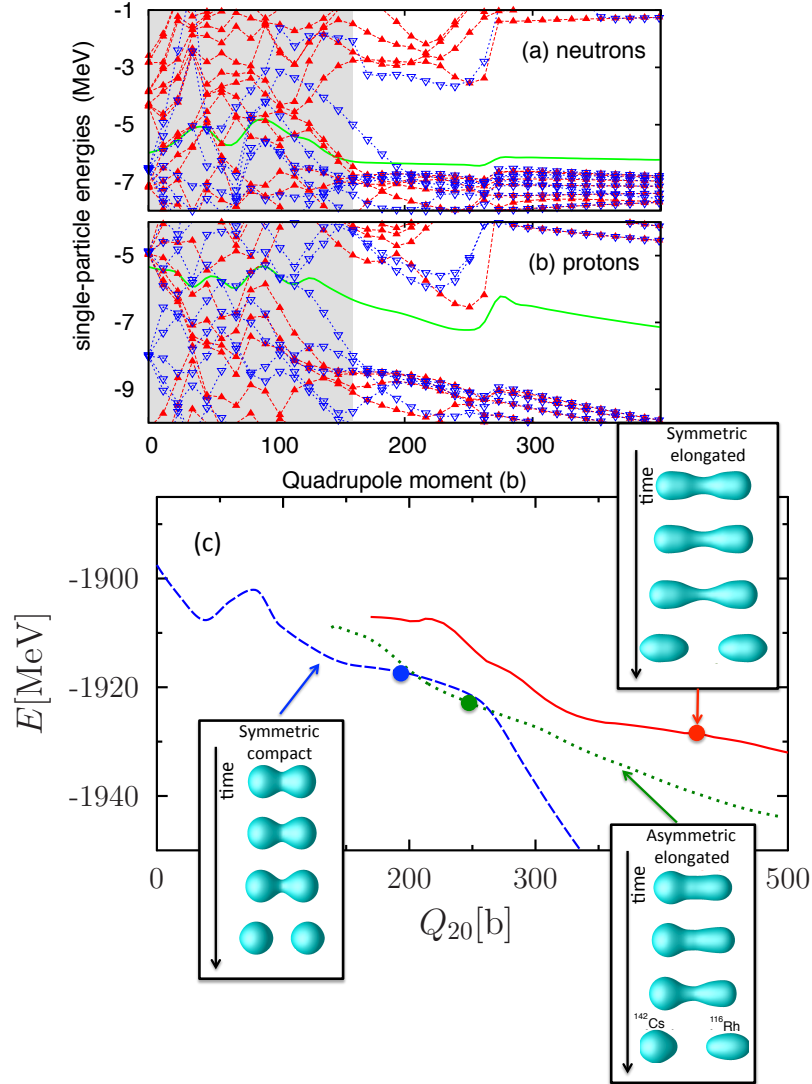 -1
-3
-5
-7
(a) neutrons
single-particle energies (MeV)
-5
-7
-9
(b) protons
0 100 200 300
Quadrupole moment (b)
Symmetric
elongated
time
(c)
-1900
-1920
-1940
E[MeV]
Symmetric
compact
time
Asymmetric
elongated
time
142Cs 116Rh
0 200 300 500
Q20[b]